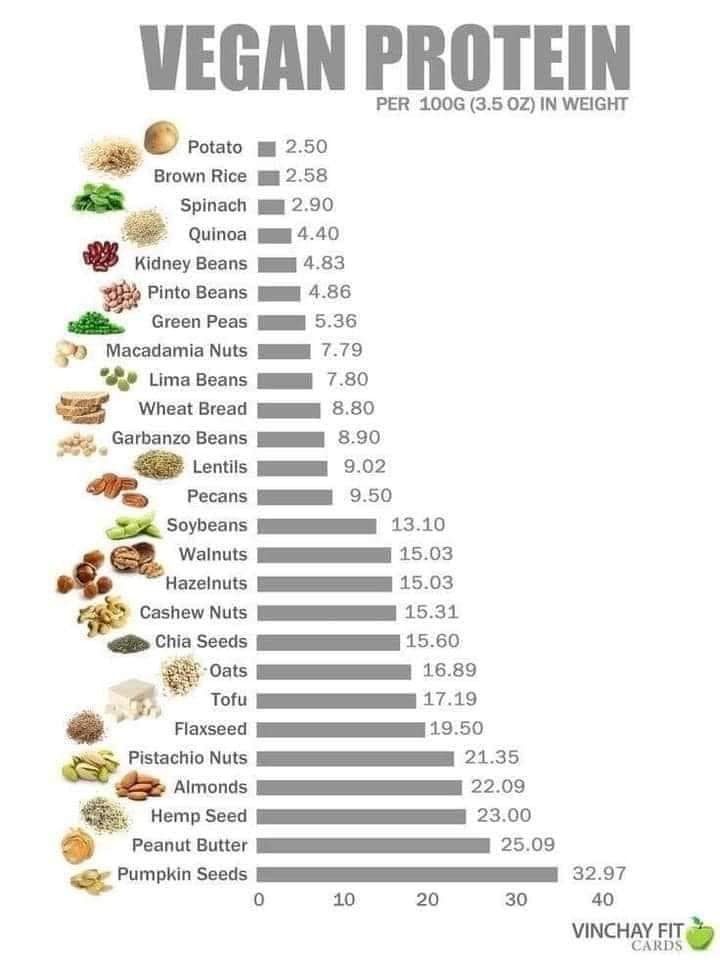 VEGAN PROTEIN
PER 100G (3.5 OZ) IN WEIGHT
Potato 2.50
Brown Rice 2.58
Spinach 2.90
Quinoa 4.40
Kidney Beans 4.83
Pinto Beans 4.86
Green Peas 5.36
Macadamia Nuts 7.79
Lima Beans 7.80
Wheat Bread 8.80
Garbanzo Beans 8.90
Lentils 9.02
Pecans 9.50
Soybeans 13.10
Walnuts 15.03
Hazelnuts 15.03
Cashew Nuts 15.31
Chia Seeds 15.60
Oats 16.89
Tofu 17.19
Flaxseed 19.50
Pistachio Nuts 21.35
Almonds 22.09
Hemp Seed 23.00
Peanut Butter 25.09
Pumpkin Seeds 32.97
0 10 20 30 40
VINCHAY FIT
CARDS